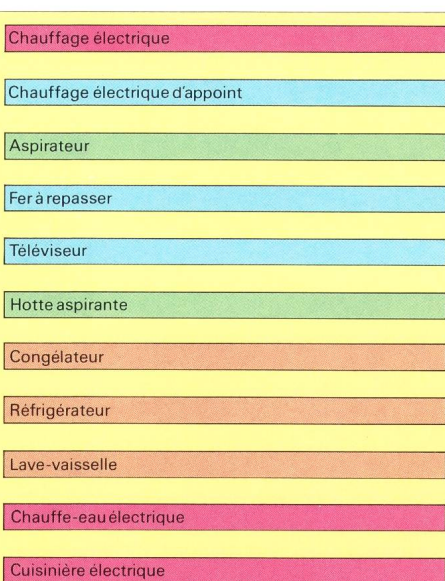 Chauffage électrique
Chauffage électrique d'appoint
Aspirateur
Fer à repasser
Téléviseur
Hotte aspirante
Congélateur
Réfrigérateur
Lave-vaisselle
Chauffe-eau électrique
Cuisinière électrique